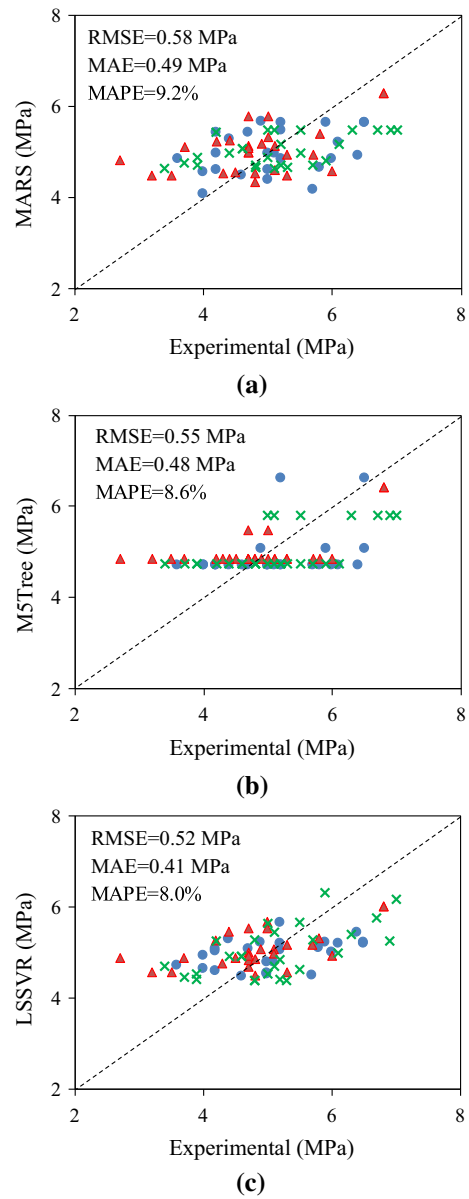 RMSE=0.58 MPa
MAE=0.49 MPa
MAPE=9.2%
8
6
4
2
MARS (MPa)
2 4 6 8
Experimental (MPa)
(a)
RMSE=0.55 MPa
MAE=0.48 MPa
MAPE=8.6%
8
6
4
2
M5Tree (MPa)
2 4 6 8
Experimental (MPa)
(b)
RMSE=0.52 MPa
MAE=0.41 MPa
MAPE=8.0%
8
6
4
2
LSSVR (MPa)
2 4 6 8
Experimental (MPa)
(c)